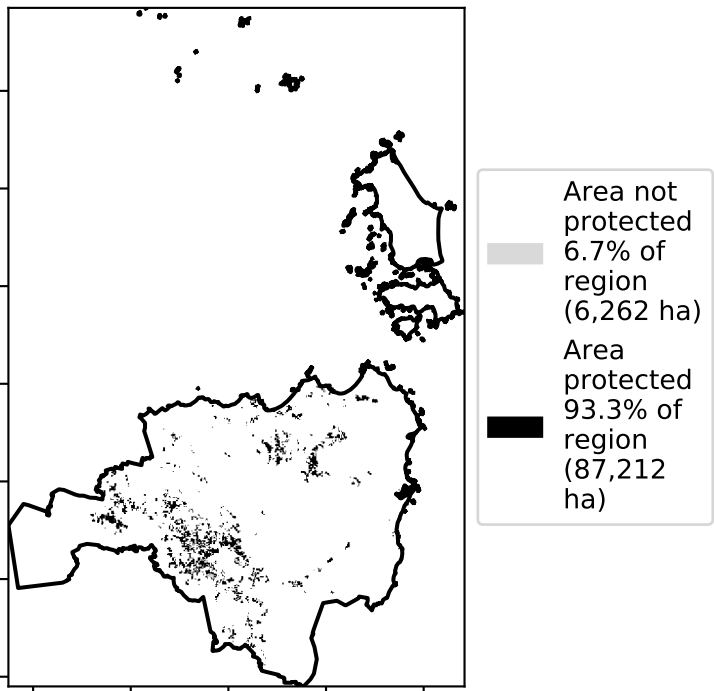 Area not
protected
6.7% of
region
(6,262 ha)
Area
protected
93.3% of
region
(87,212
ha)